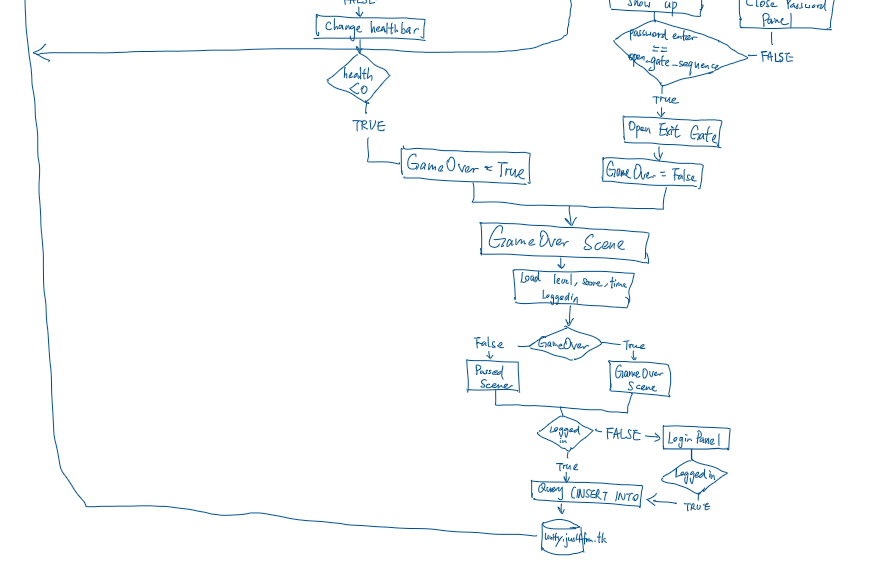 FALSE
Change healthbar
health
<0
TRUE
GameOver = True
Show up
Close Password
Panel
password enter
==
open_gate_sequence
FALSE
True
Open Exit Gate
GameOver = False
GameOver Scene
Load level, score, time,
Loggedin
GameOver
False
True
Passed
Scene
GameOver
Scene
Logged
in
FALSE
Login Panel
True
Loggedin
TRUE
Query (INSERT INTO